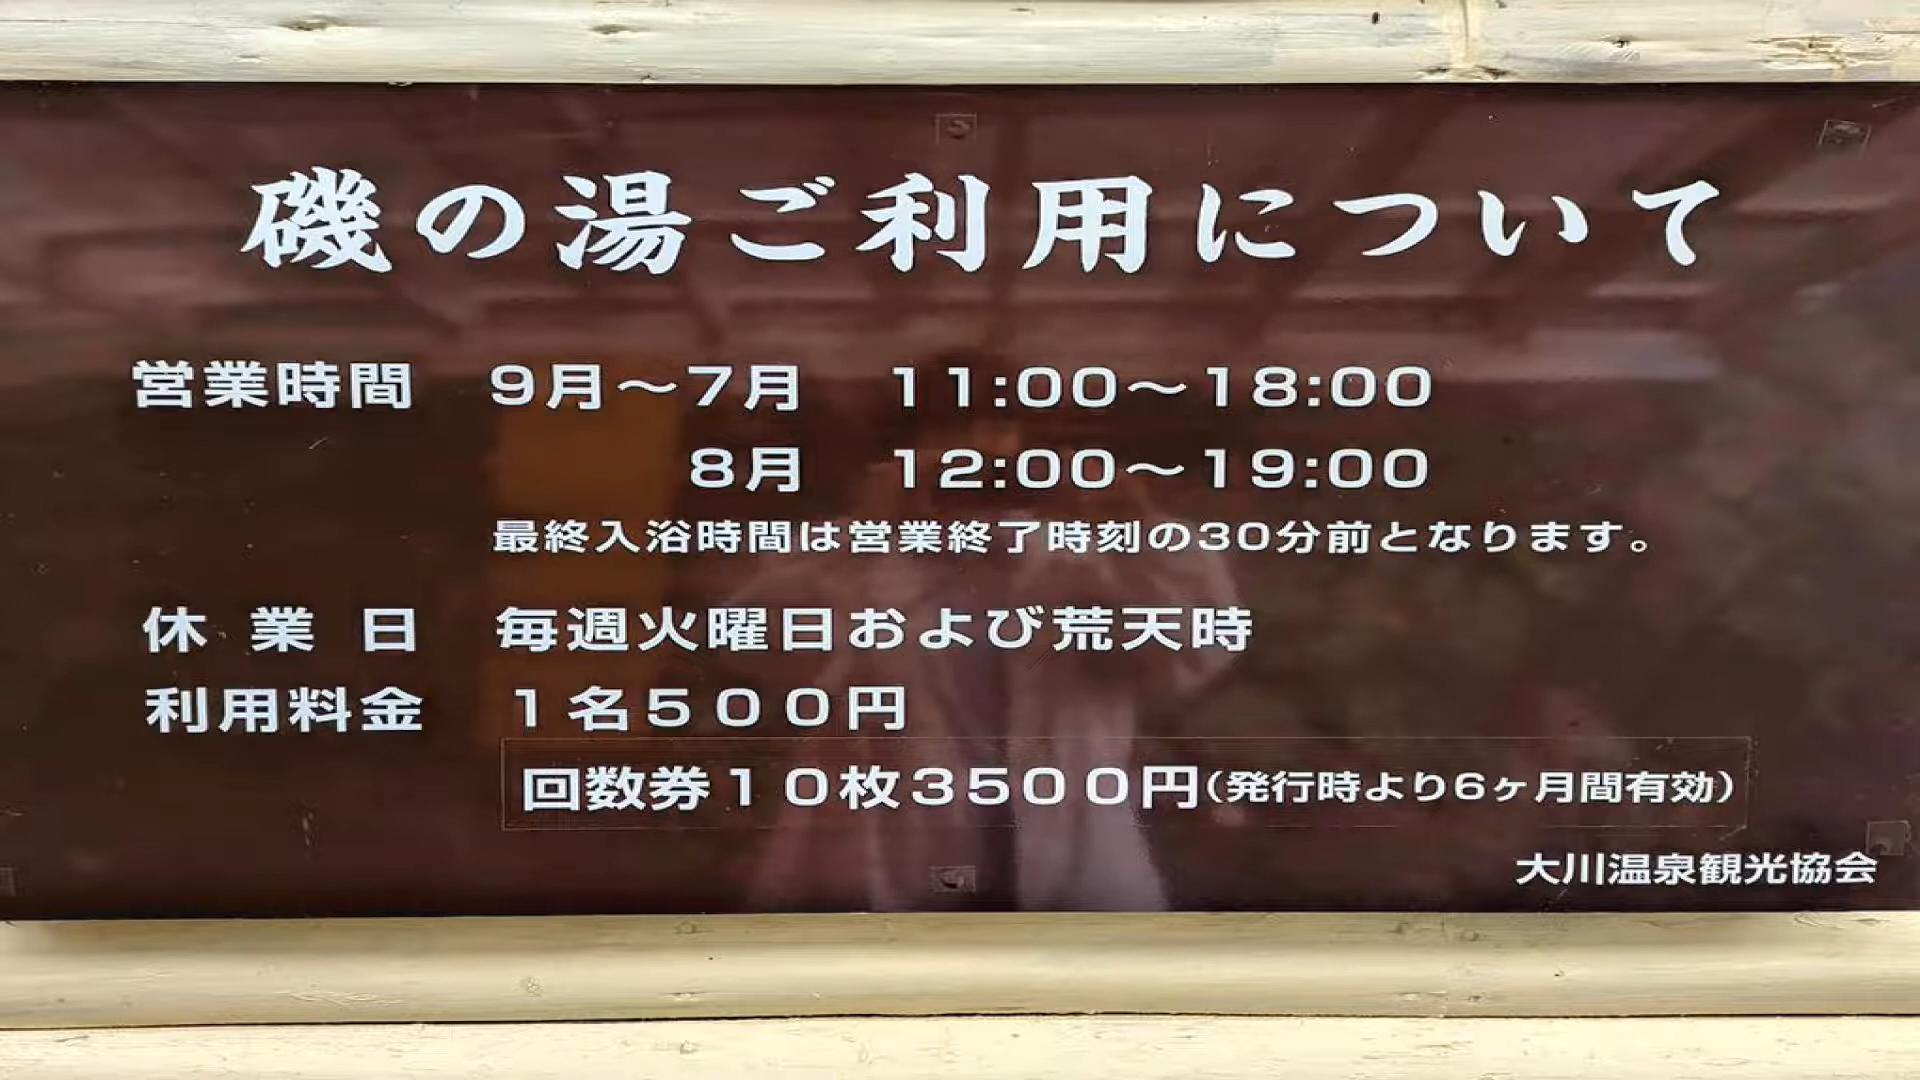 磯の湯ご利用について
営業時間　9月～7月　11:00～18:00
8月　12:00～19:00
最終入浴時間は営業終了時刻の30分前となります。
休業日　毎週火曜日および荒天時
利用料金　1名500円
回数券10枚3500円(発行時より6ヶ月間有効)
大川温泉観光協会